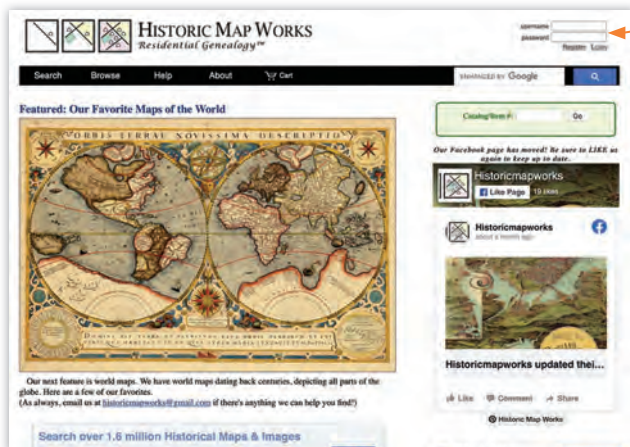 HISTORIC MAP WORKS
Residential Genealogy™
username
password
Register Login
Search Browse Help About Cart
ENHANCED BY Google
Featured: Our Favorite Maps of the World
Catalog/Item #: Go
ORBIS TERRAE NOVISSIMA DESCRIPTIO
Our Facebook page has moved! Be sure to LIKE us
again to keep up to date.
Historicmapworks
Like Page 19 likes
Historicmapworks
about a month ago
Historicmapworks updated thei...
Like Comment Share
Historic Map Works
Our next feature is world maps. We have world maps dating back centuries, depicting all parts of the
globe. Here are a few of our favorites.
(As always, email us at historicmapworks@gmail.com if there's anything we can help you find!)
Search over 1.6 million Historical Maps & Images